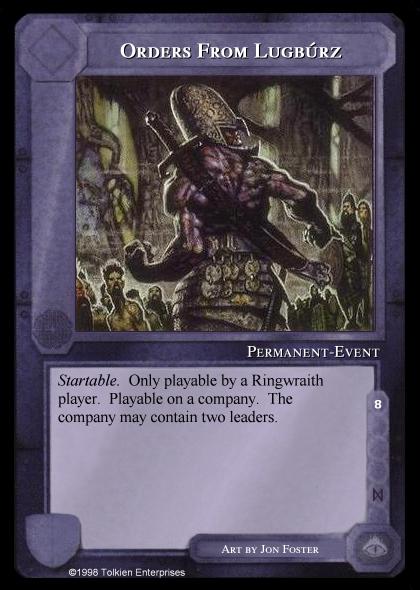 Orders From Lugbúrz
Permanent-Event
Startable. Only playable by a Ringwraith
player. Playable on a company. The
company may contain two leaders.
8
Art by Jon Foster
©1998 Tolkien Enterprises